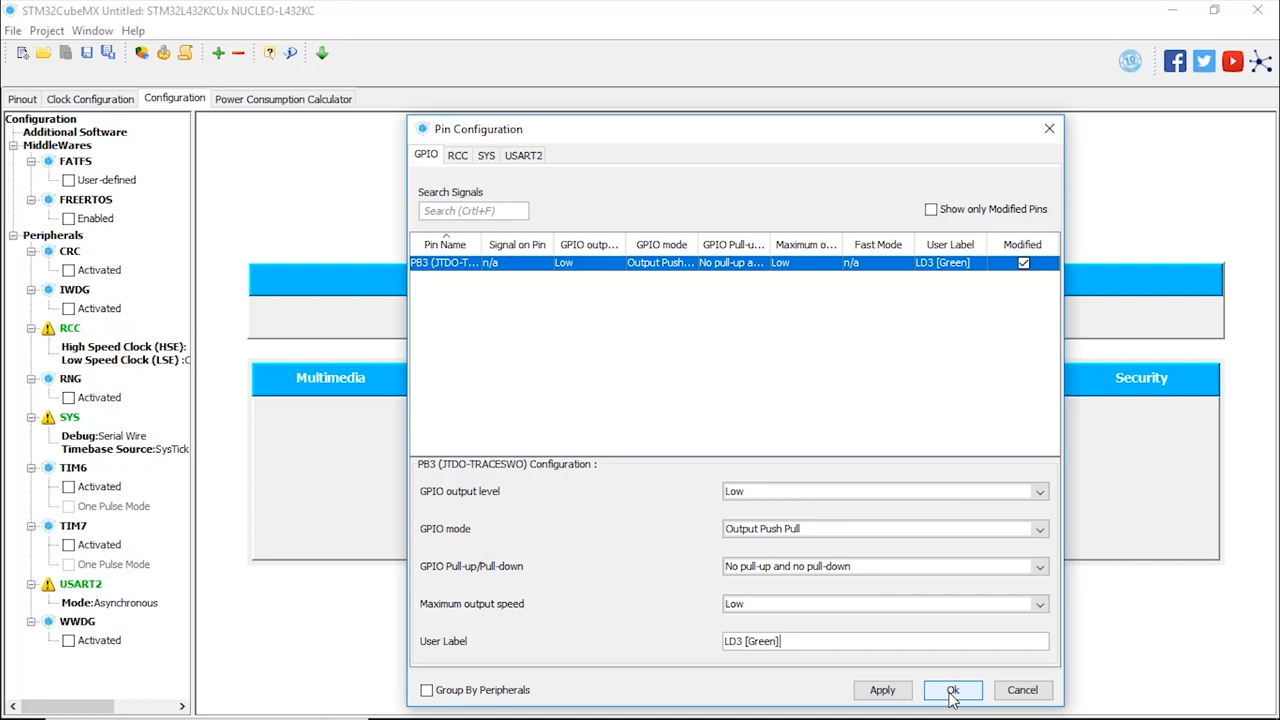 STM32CubeMX Untitled: STM32L432KCUx NUCLEO-L432KC
File Project Window Help
19
Pinout Clock Configuration Configuration Power Consumption Calculator
Configuration
Additional Software
MiddleWares
FATFS
User-defined
FREERTOS
Enabled
Peripherals
CRC
Activated
IWDG
Activated
RCC
High Speed Clock (HSE):
Low Speed Clock (LSE) :C
RNG
Activated
SYS
Debug:Serial Wire
Timebase Source:SysTick
TIM6
Activated
One Pulse Mode
TIM7
Activated
One Pulse Mode
USART2
Mode:Asynchronous
WWDG
Activated
Multimedia
Security
Pin Configuration
GPIO RCC SYS USART2
Search Signals
Search (Crtl+F)
Show only Modified Pins
Pin Name Signal on Pin GPIO outp... GPIO mode GPIO Pull-u... Maximum o... Fast Mode User Label Modified
PB3 (JTDO-T... n/a Low Output Push... No pull-up a... Low n/a LD3 [Green]
PB3 (JTDO-TRACESWO) Configuration :
GPIO output level Low
GPIO mode Output Push Pull
GPIO Pull-up/Pull-down No pull-up and no pull-down
Maximum output speed Low
User Label LD3 [Green]
Group By Peripherals Apply Ok Cancel